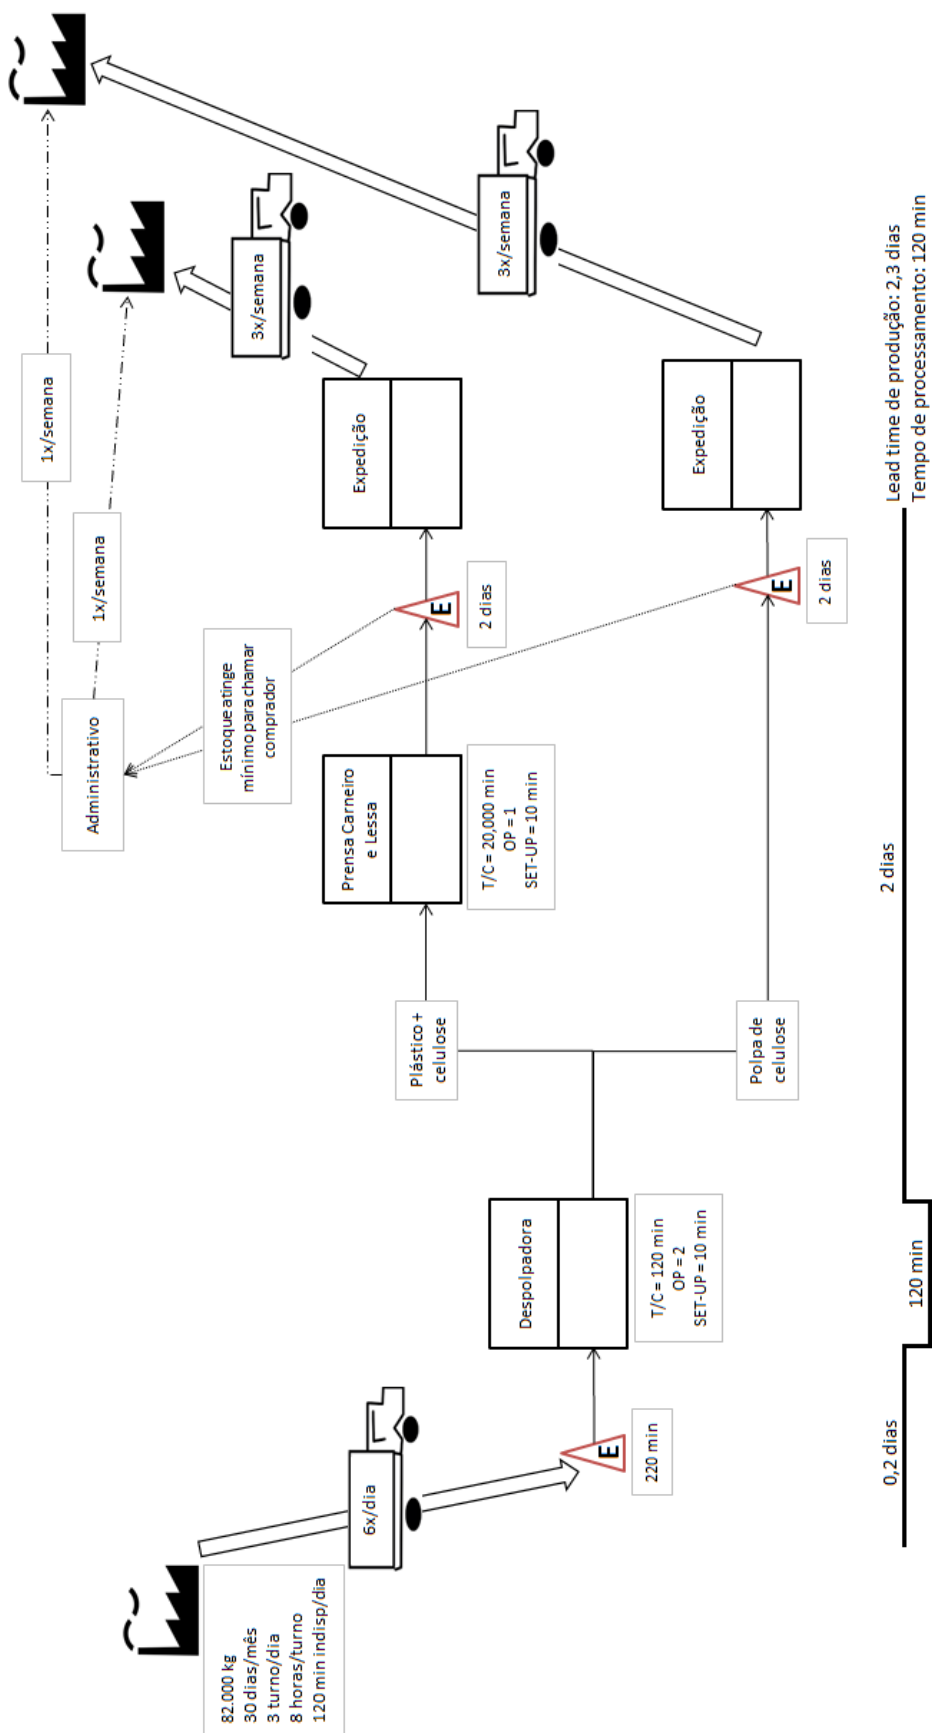 82.000 kg
30 dias/mês
3 turno/dia
8 horas/turno
120 min indisp/dia
6x/dia
E
220 min
Despolpadora
T/C = 120 min
OP = 2
SET-UP = 10 min
Plástico +
celulose
Polpa de
celulose
Prensa Carneiro
e Lessa
T/C = 20,000 min
OP = 1
SET-UP = 10 min
Administrativo
Estoque atinge
mínimo para chamar
comprador
1x/semana
1x/semana
E
2 dias
E
2 dias
Expedição
Expedição
3x/semana
3x/semana
0,2 dias
120 min
2 dias
Lead time de produção: 2,3 dias
Tempo de processamento: 120 min